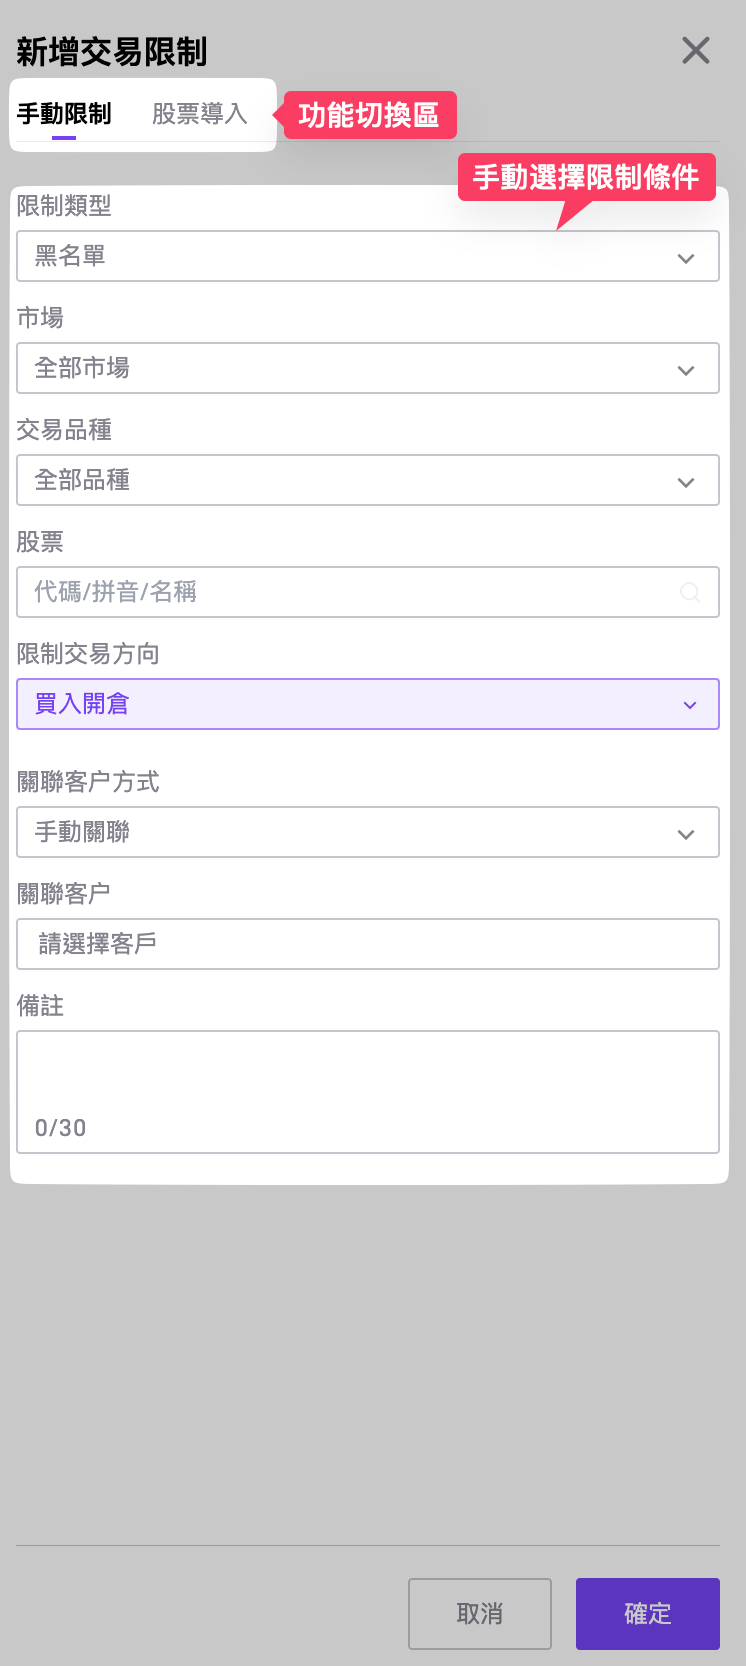 新增交易限制
手動限制 股票導入
功能切換區
手動選擇限制條件
限制類型
黑名單
市場
全部市場
交易品種
全部品種
股票
代碼/拼音/名稱
限制交易方向
買入開倉
關聯客户方式
手動關聯
關聯客户
請選擇客戶
備註
0/30
取消 確定